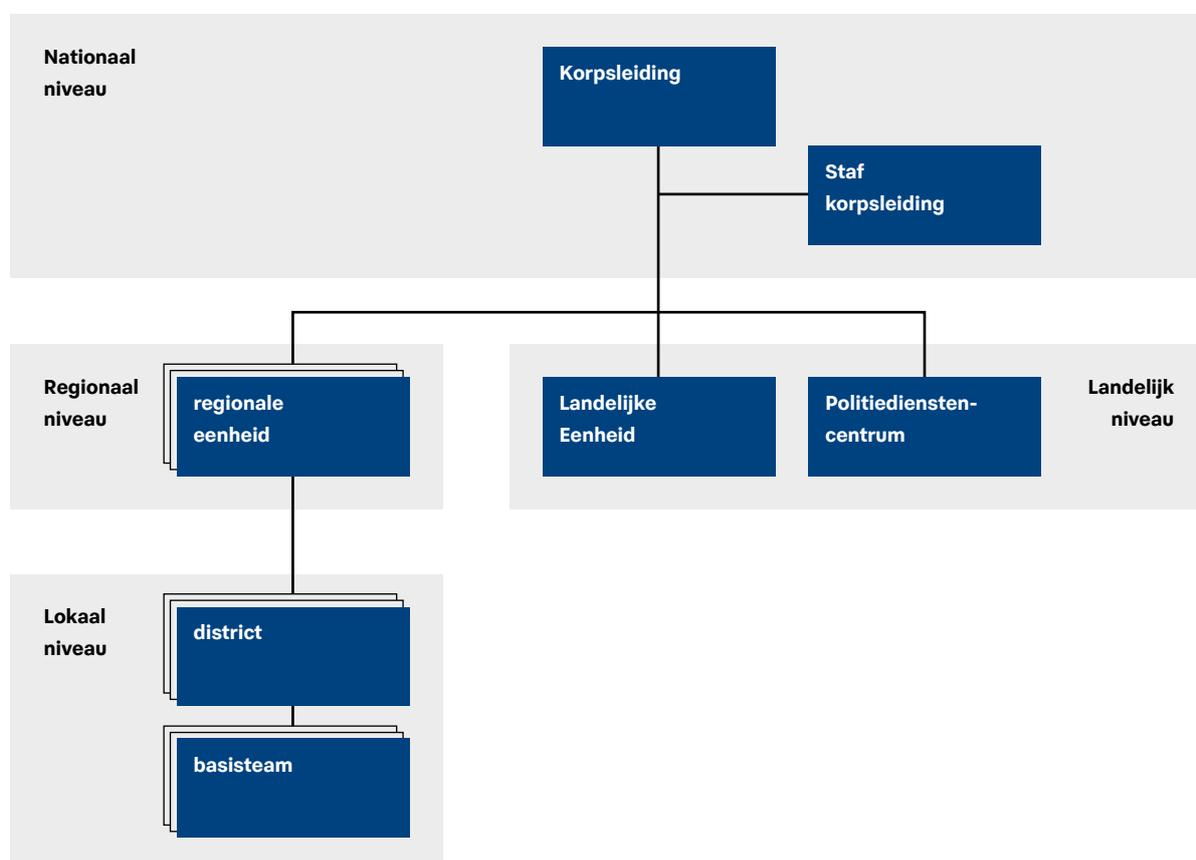 Nationaal
niveau
Korpsleiding
Staf
korpsleiding
Regionaal
niveau
regionale
eenheid
Landelijke
Eenheid
Politiediensten-
centrum
Landelijk
niveau
Lokaal
niveau
district
basisteam